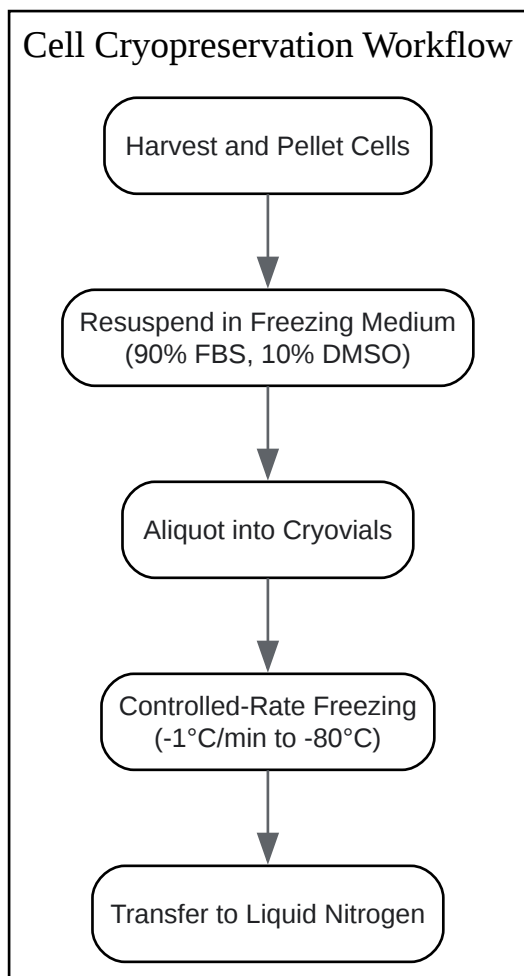 Cell Cryopreservation Workflow
Harvest and Pellet Cells
Resuspend in Freezing Medium
(90% FBS, 10% DMSO)
Aliquot into Cryovials
Controlled-Rate Freezing
(-1°C/min to -80°C)
Transfer to Liquid Nitrogen